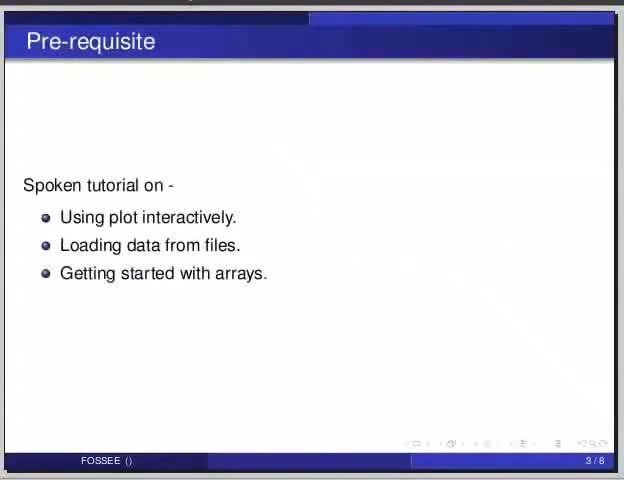 Pre-requisite
Spoken tutorial on -
Using plot interactively.
Loading data from files.
Getting started with arrays.
FOSSEE ()
3 / 8